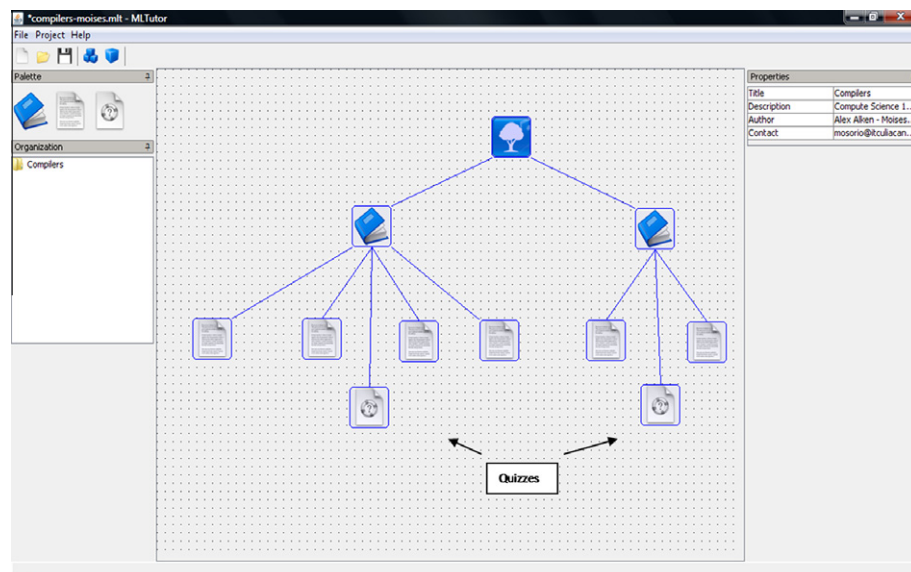 *compilers-moises.mlt - MLTutor
File Project Help
Palette
Organization
Compilers
Quizzes
Properties
Title Compilers
Description Compute Science 1...
Author Alex Alken - Moises...
Contact mosorio@itculiacan...